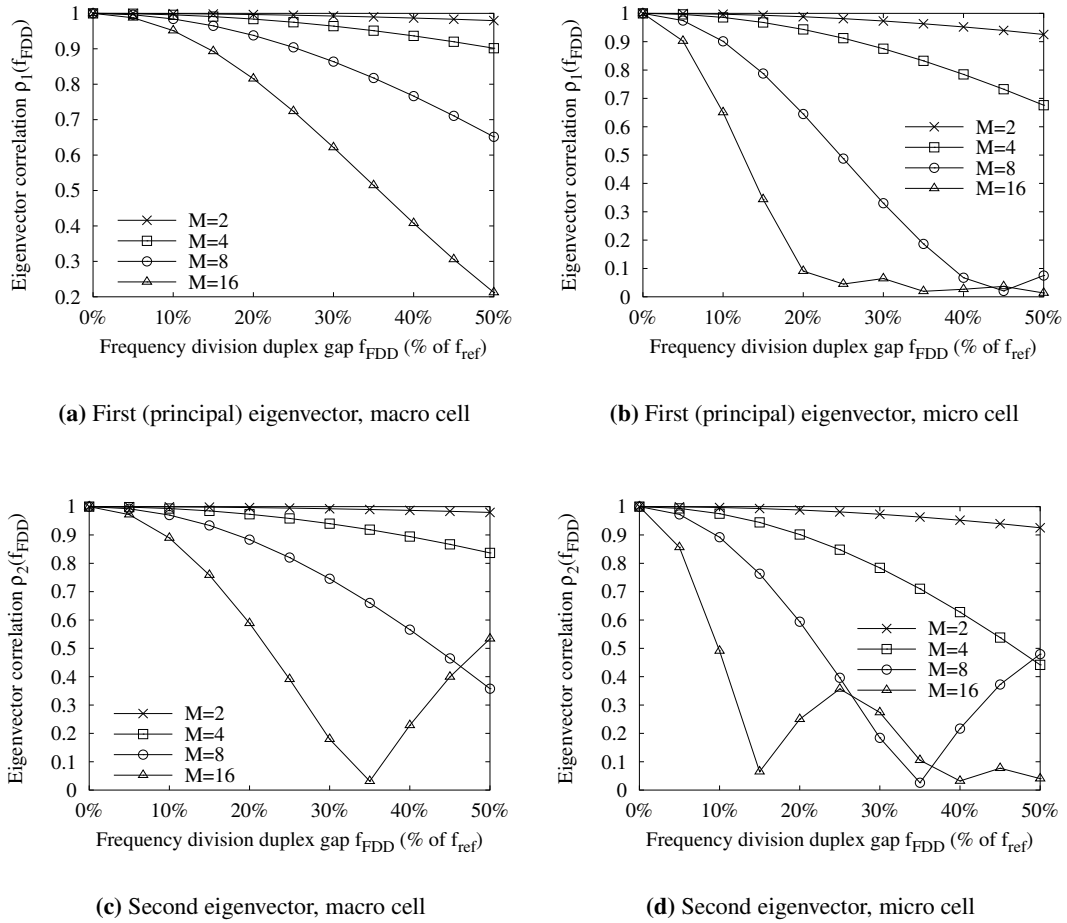 Eigenvector correlation ρ1(fFDD)
1
0.9
0.8
0.7
0.6
0.5
0.4
0.3
0.2
M=2
M=4
M=8
M=16
0% 10% 20% 30% 40% 50%
Frequency division duplex gap fFDD (% of fref)
(a) First (principal) eigenvector, macro cell
Eigenvector correlation ρ1(fFDD)
1
0.9
0.8
0.7
0.6
0.5
0.4
0.3
0.2
0.1
0
M=2
M=4
M=8
M=16
0% 10% 20% 30% 40% 50%
Frequency division duplex gap fFDD (% of fref)
(b) First (principal) eigenvector, micro cell
Eigenvector correlation ρ2(fFDD)
1
0.9
0.8
0.7
0.6
0.5
0.4
0.3
0.2
0.1
0
M=2
M=4
M=8
M=16
0% 10% 20% 30% 40% 50%
Frequency division duplex gap fFDD (% of fref)
(c) Second eigenvector, macro cell
Eigenvector correlation ρ2(fFDD)
1
0.9
0.8
0.7
0.6
0.5
0.4
0.3
0.2
0.1
0
M=2
M=4
M=8
M=16
0% 10% 20% 30% 40% 50%
Frequency division duplex gap fFDD (% of fref)
(d) Second eigenvector, micro cell